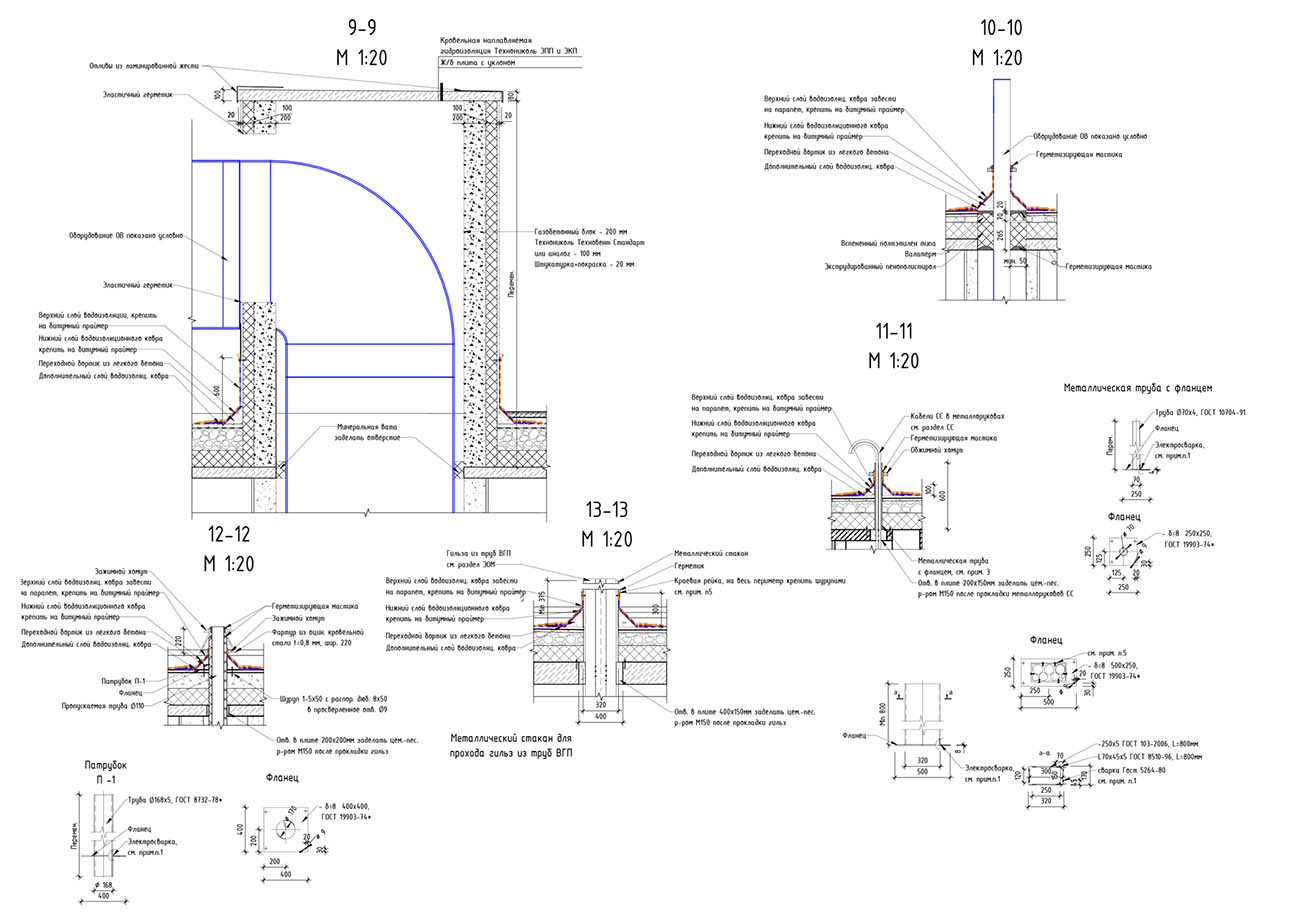 9-9
М 1:20
Кровельная наплавляемая
гидроизоляция Технониколь ЭПП и ЭКП
Ж/б плита с уклоном
Отливы из ламинированной жести
Эластичный герметик
100
180
100
20
200
100
200
20
Оборудование ОВ показано условно
Эластичный герметик
Верхний слой водоизоляции, крепить
на битумный праймер
Нижний слой водоизоляционного ковра
крепить на битумный праймер
Переходной бортик из легкого бетона
Дополнительный слой водоизоляц. ковра
600
Газобетонный блок - 200 мм
Технониколь Техновент Стандарт
или аналог - 100 мм
Штукатурка+покраска - 20 мм
Перемен.
Минеральная вата
заделать отверстие
10-10
М 1:20
Верхний слой водоизоляц. ковра завести
на парапет, крепить на битумный праймер
Нижний слой водоизоляционного ковра
крепить на битумный праймер
Переходной бортик из легкого бетона
Дополнительный слой водоизоляц. ковра
Оборудование ОВ показано условно
Герметизирующая мастика
20
70
265
мин. 50
Вспененный полиэтилен типа
Валатерм
Экструдированный пенополистирол
Герметизирующая мастика
11-11
М 1:20
Верхний слой водоизоляц. ковра завести
на парапет, крепить на битумный праймер
Нижний слой водоизоляционного ковра
крепить на битумный праймер
Переходной бортик из легкого бетона
Дополнительный слой водоизоляц. ковра
Кабели СС в металлоруковах
см. раздел СС
Герметизирующая мастика
Обжимной хомут
100
600
Металлическая труба
с фланцем, см. прим. 3
Отв. в плите 200х150мм заделать цем.-пес.
р-ром М150 после прокладки металлоруковов СС
Металлическая труба с фланцем
Труба Ø70х4, ГОСТ 10704-91
Фланец
Электросварка,
см. прим.п.1
Перем.
70
250
Фланец
ø 70
- δ=8 250х250,
ГОСТ 19903-74*
250
125
ø 9
20
30
125
250
12-12
М 1:20
Зажимной хомут
Верхний слой водоизоляц. ковра завести
на парапет, крепить на битумный праймер
Нижний слой водоизоляционного ковра
крепить на битумный праймер
Переходной бортик из легкого бетона
Дополнительный слой водоизоляц. ковра
Патрубок П-1
Фланец
Пропускаемая труба Ø110
220
Герметизирующая мастика
Зажимной хомут
Фартук из оцин. кровельной
стали t=0,8 мм, шир. 220
Шуруп 1-5х50 с распор. дюб. 8х50
в просверленное отв. Ø9
Отв. в плите 200х200мм заделать цем.-пес.
р-ром М150 после прокладки гильз
13-13
М 1:20
Гильза из труб ВГП
см. раздел ЭОМ
Верхний слой водоизоляц. ковра завести
на парапет, крепить на битумный праймер
Нижний слой водоизоляционного ковра
крепить на битумный праймер
Переходной бортик из легкого бетона
Дополнительный слой водоизоляц. ковра
Металлический стакан
Герметик
Краевая рейка, на весь периметр крепить шурупами
см. прим. п5
Min 375
300
320
400
Отв. в плите 400х150мм заделать цем.-пес.
р-ром М150 после прокладки гильз
Металлический стакан для
прохода гильз из труб ВГП
Патрубок
П -1
Труба Ø168х5, ГОСТ 8732-78*
Фланец
Электросварка,
см. прим.п.1
Перемен.
Ø 168
400
Фланец
ø 170
- δ=8 400х400,
ГОСТ 19903-74*
400
200
20
ø 9
30
200
400
Min 800
а
а
Фланец
8
320
500
Электросварка,
см. прим.п.1
Фланец
см. прим. п.5
- δ=8 500х250,
ГОСТ 19903-74*
250
20
30
250
500
а-а
70
-250х5 ГОСТ 103-2006, L=800мм
L70х45х5 ГОСТ 8510-96, L=800мм
сварка Гост 5264-80
см. прим. п.1
120
300
170
250
320